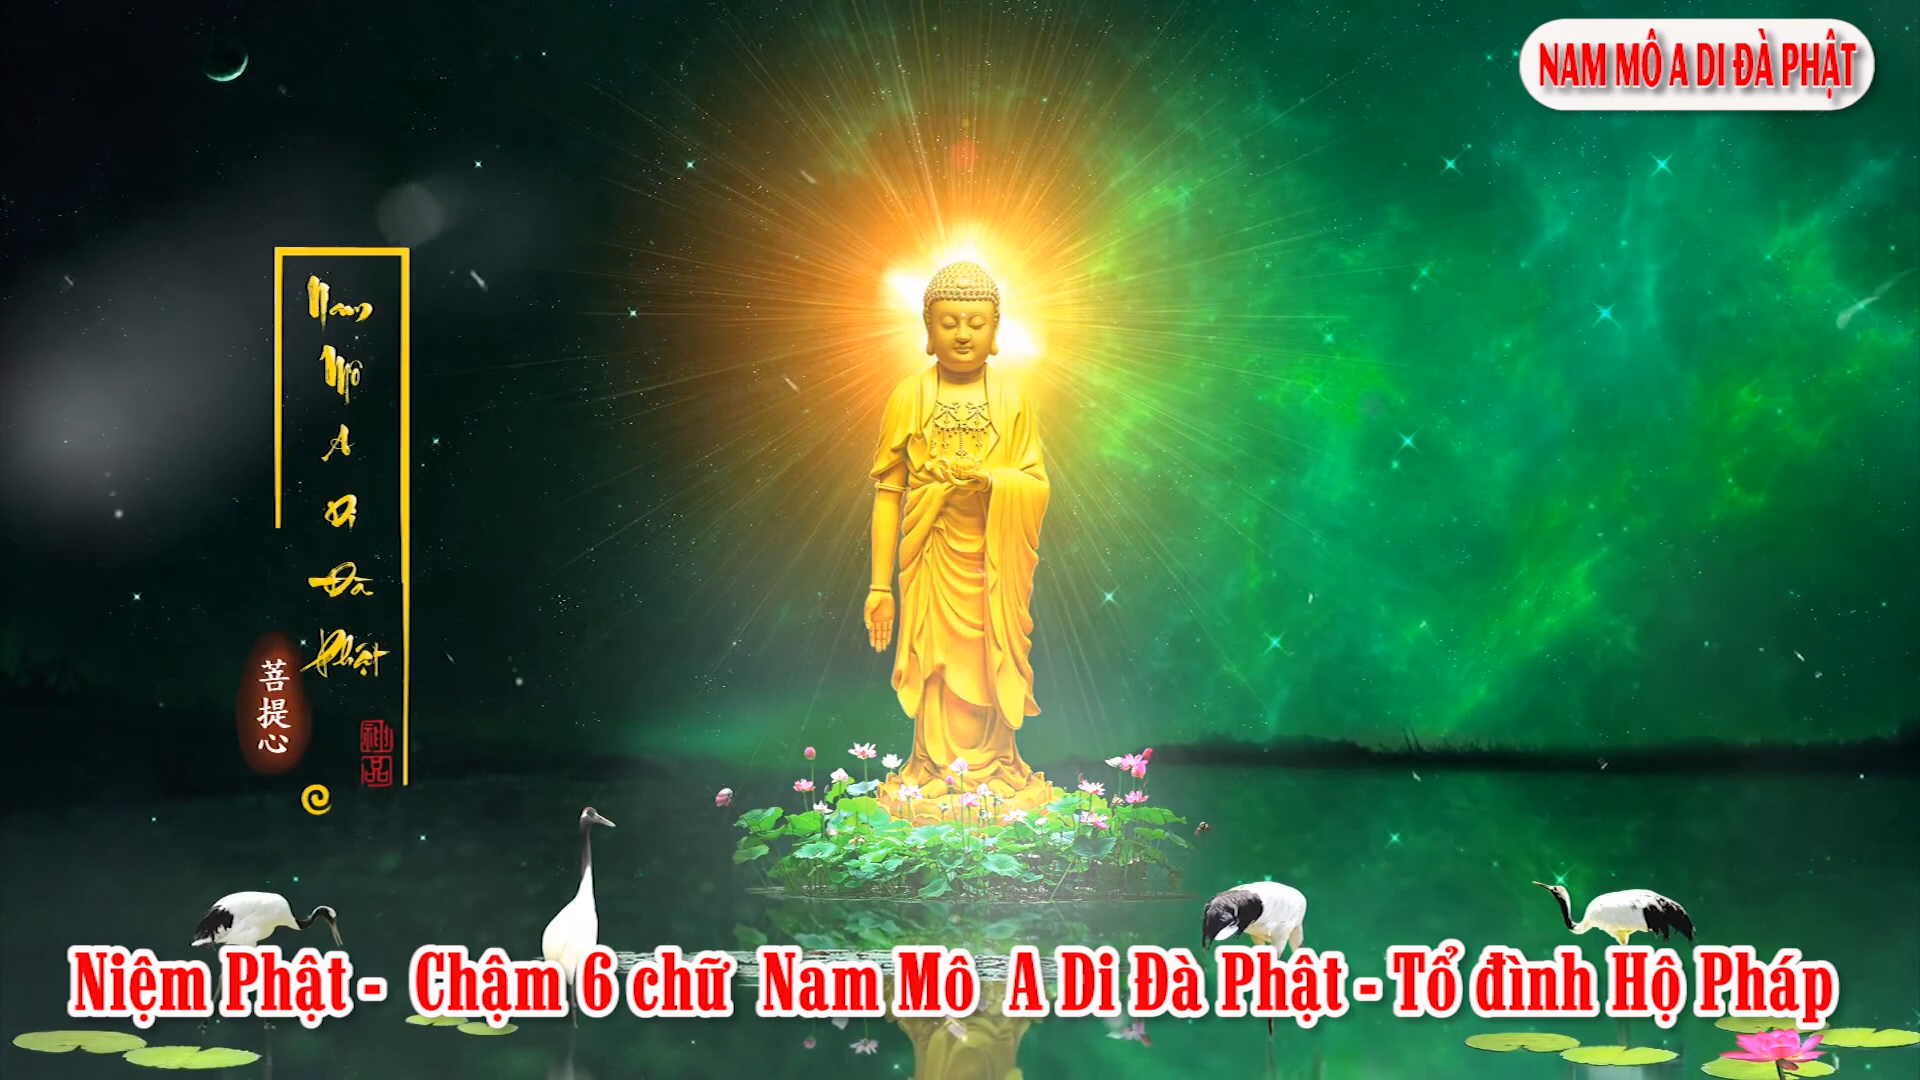 NAM MÔ A DI ĐÀ PHẬT
Nam
Mô
A
Di
Đà
Phật
菩提心
Niệm Phật - Chậm 6 chữ Nam Mô A Di Đà Phật - Tổ đình Hộ Pháp